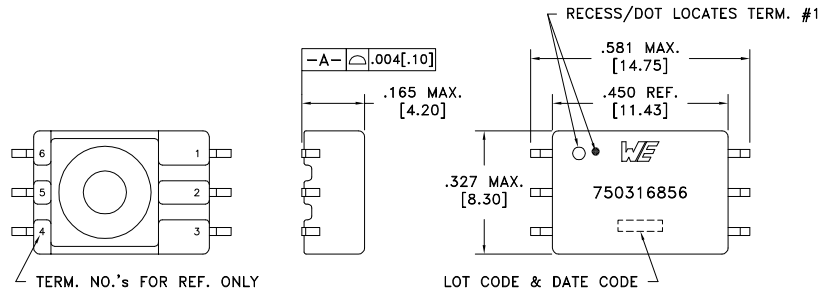 RECESS/DOT LOCATES TERM. #1
-A- ⌓ .004[.10]
.581 MAX.
[14.75]
.165 MAX.
[4.20]
.450 REF.
[11.43]
6 1
5 2
4 3
.327 MAX.
[8.30]
WE
750316856
TERM. NO.'s FOR REF. ONLY
LOT CODE & DATE CODE